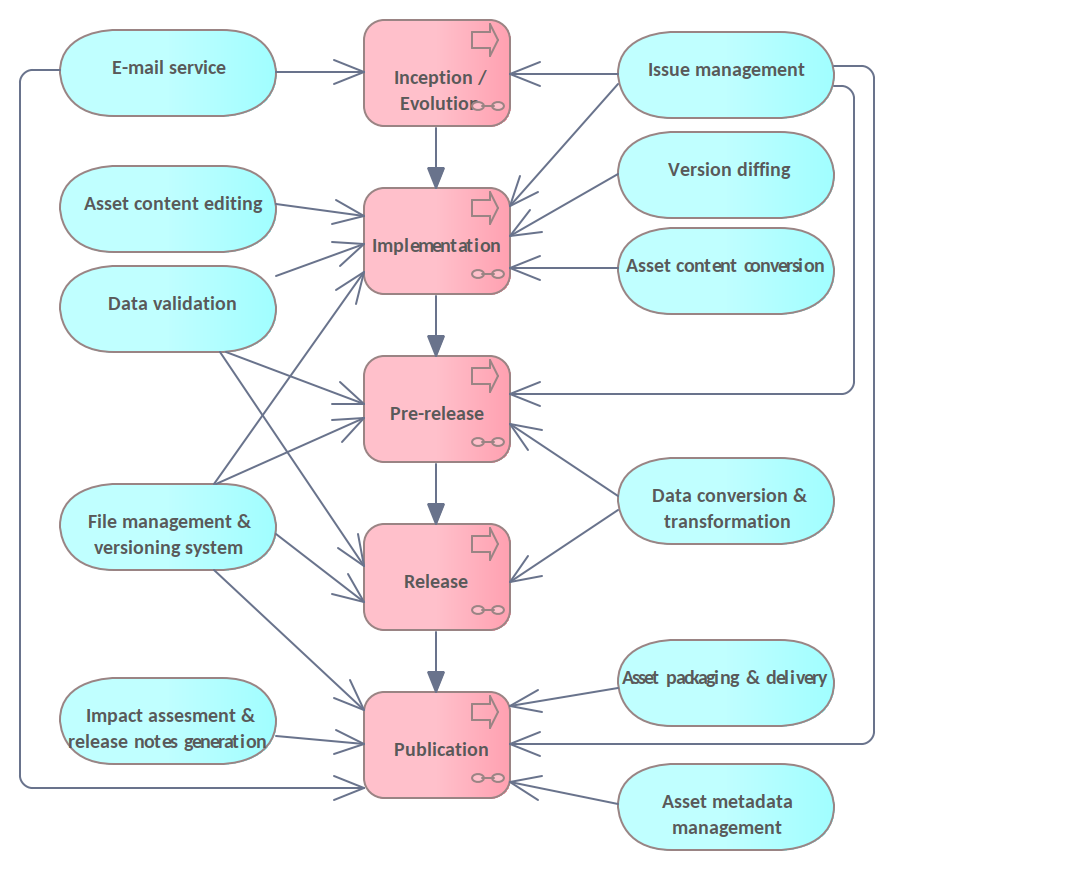 E-mail service
Inception /
Evolution
Issue management
Version diffing
Asset content editing
Implementation
Asset content conversion
Data validation
Pre-release
File management &
versioning system
Data conversion &
transformation
Release
Impact assesment &
release notes generation
Publication
Asset packaging & delivery
Asset metadata
management